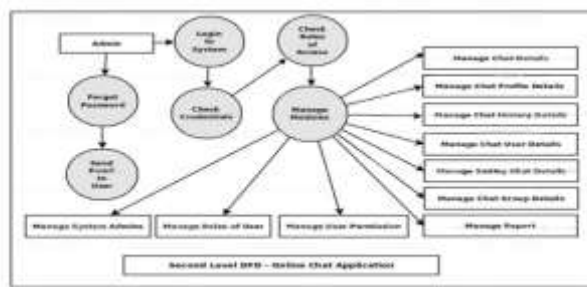 Admin
Login
to
System
Check
Roles
of
Access
Forgot
Password
Check
Credentials
Manage
Modules
Send
Email
to
User
Manage Chat Details
Manage Chat Profile Details
Manage Chat History Details
Manage Chat User Details
Manage Smiley Chat Details
Manage Chat Group Details
Manage Report
Manage System Admins
Manage Roles of User
Manage User Permission
Second Level DFD - Online Chat Application